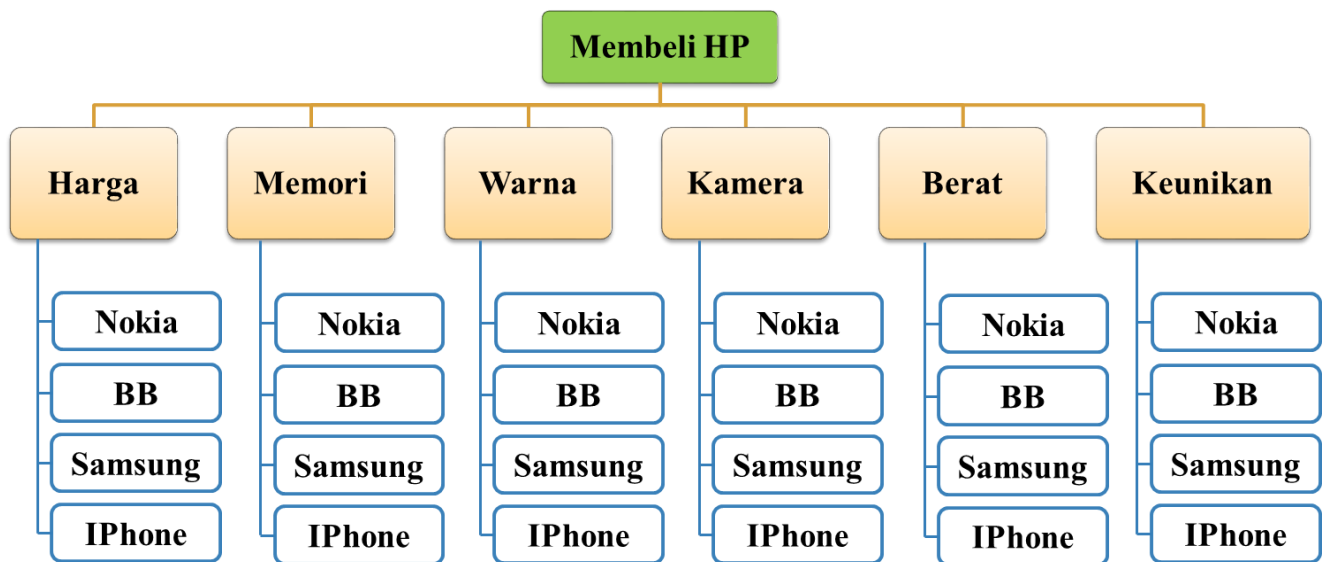 Membeli HP
Harga
Memori
Warna
Kamera
Berat
Keunikan
Nokia
BB
Samsung
IPhone
Nokia
BB
Samsung
IPhone
Nokia
BB
Samsung
IPhone
Nokia
BB
Samsung
IPhone
Nokia
BB
Samsung
IPhone
Nokia
BB
Samsung
IPhone